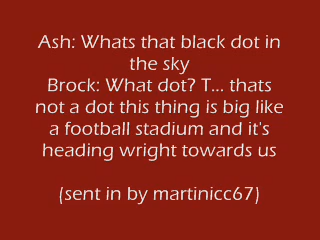 Ash: Whats that black dot in
the sky
Brock: What dot? T... thats
not a dot this thing is big like
a football stadium and it's
heading wright towards us
(sent in by martinicc67)